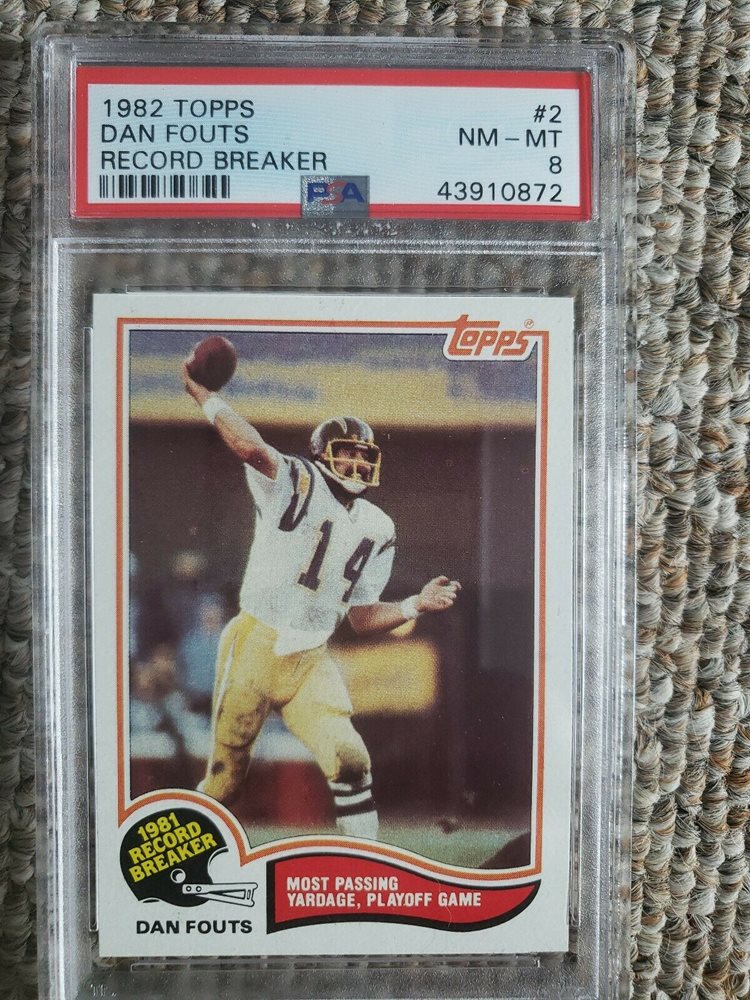 1982 TOPPS #2
DAN FOUTS NM - MT
RECORD BREAKER 8
PSA 43910872
topps®
14
1981
RECORD
BREAKER
DAN FOUTS
MOST PASSING
YARDAGE, PLAYOFF GAME